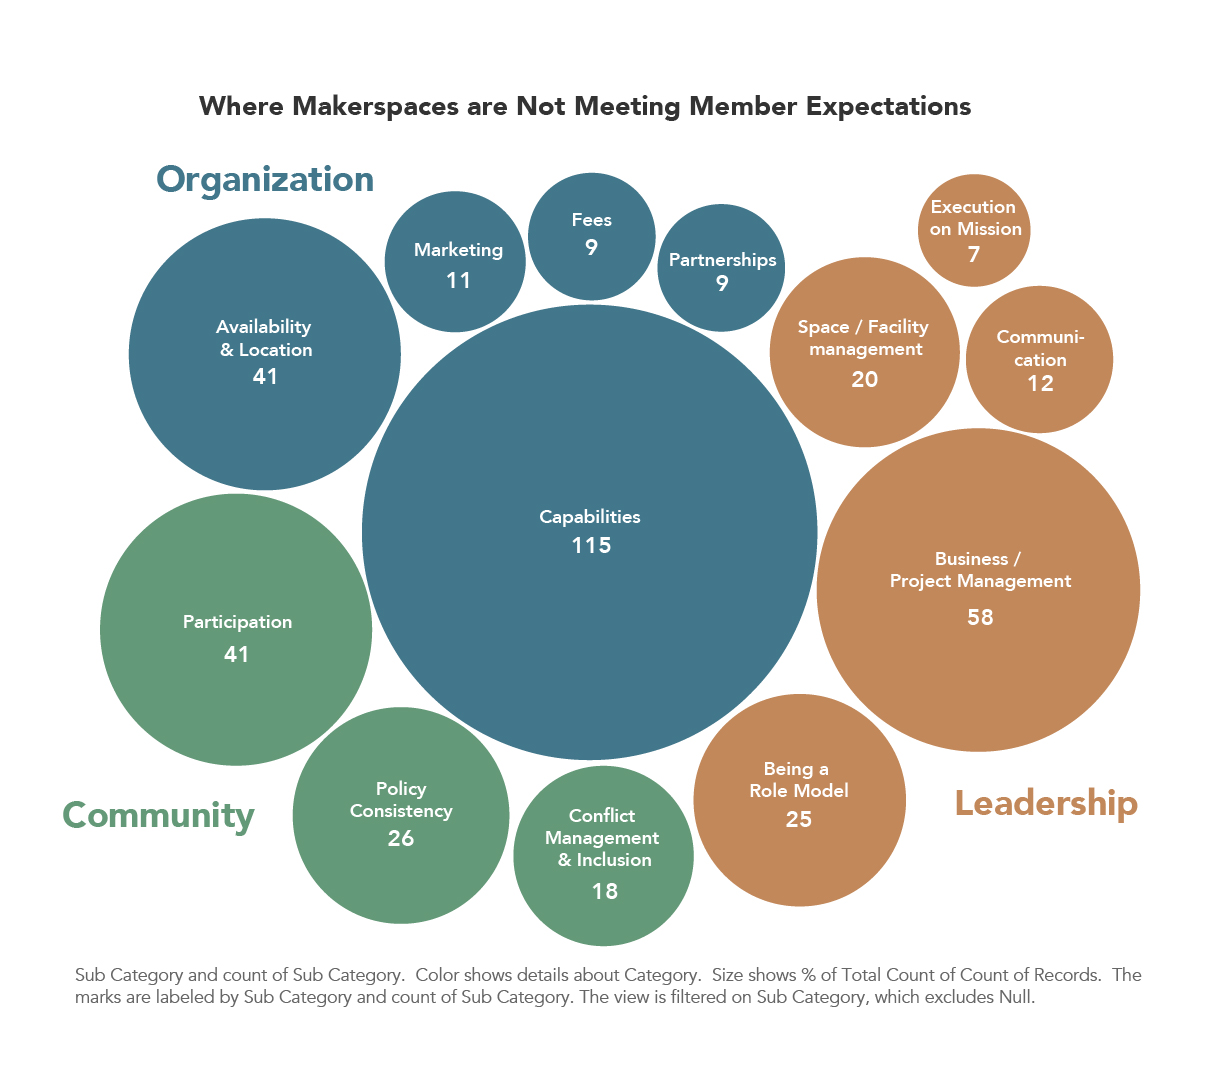 Where Makerspaces are Not Meeting Member Expectations
Organization
Availability
& Location
41
Marketing
11
Fees
9
Partnerships
9
Capabilities
115
Execution
on Mission
7
Space / Facility
management
20
Communi-
cation
12
Business /
Project Management
58
Being a
Role Model
25
Leadership
Participation
41
Policy
Consistency
26
Conflict
Management
& Inclusion
18
Community
Sub Category and count of Sub Category.  Color shows details about Category.  Size shows % of Total Count of Count of Records.  The
marks are labeled by Sub Category and count of Sub Category. The view is filtered on Sub Category, which excludes Null.